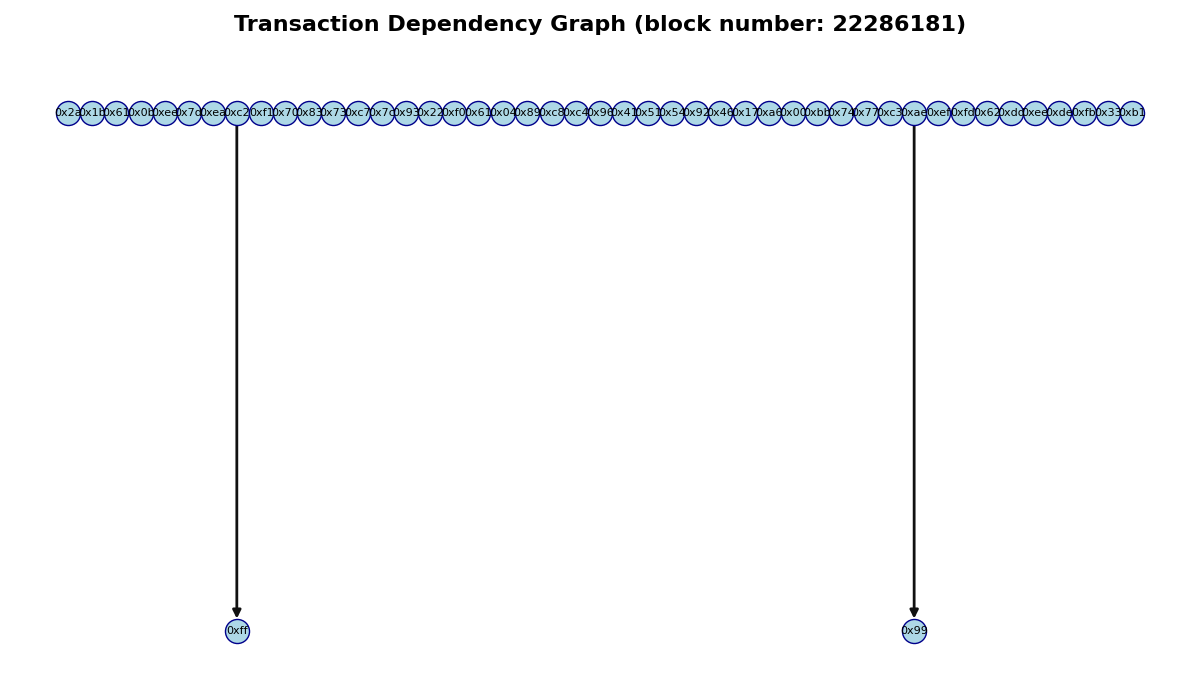 Transaction Dependency Graph (block number: 22286181)
0x2a 0x1b 0x61 0x0b 0xee 0x7c 0xea 0xc2 0xf1 0x70 0x83 0x73 0xc7 0x7c 0x93 0x22 0xf0 0x61 0x04 0x89 0xc8 0xc4 0x96 0x41 0x51 0x54 0x92 0x46 0x17 0xa6 0x00 0xbb 0x74 0x77 0xc3 0xae 0xef 0xfd 0x62 0xdd 0xee 0xde 0xfb 0x33 0xb1
0xff 0x99